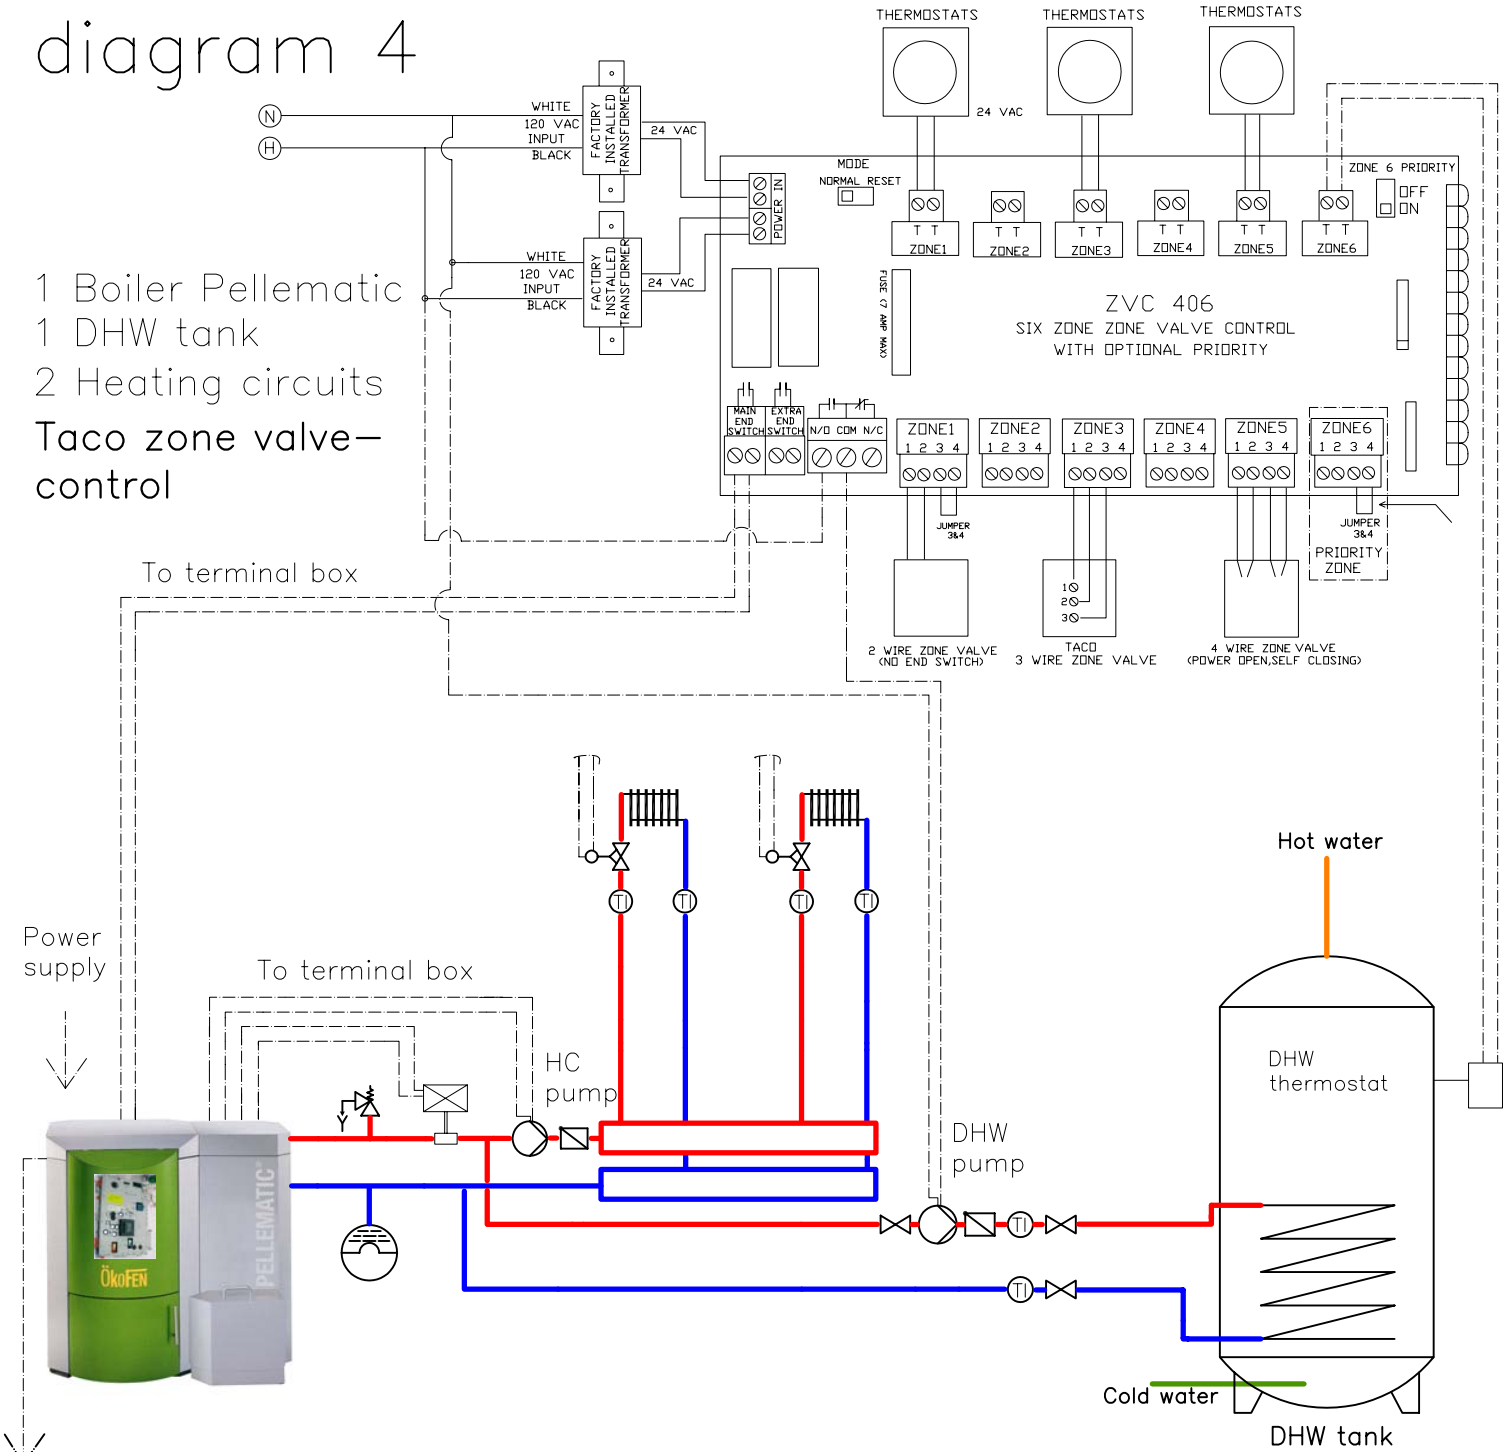 diagram 4
1 Boiler Pellematic
1 DHW tank
2 Heating circuits
Taco zone valve-
control
N
H
WHITE
120 VAC
INPUT
BLACK
FACTORY
INSTALLED
TRANSFORMER
24 VAC
WHITE
120 VAC
INPUT
BLACK
FACTORY
INSTALLED
TRANSFORMER
24 VAC
THERMOSTATS
THERMOSTATS
THERMOSTATS
24 VAC
POWER IN
MODE
NORMAL RESET
T T
ZONE1
T T
ZONE2
T T
ZONE3
T T
ZONE4
T T
ZONE5
T T
ZONE6
ZONE 6 PRIORITY
OFF
ON
FUSE (7 AMP MAX)
ZVC 406
SIX ZONE ZONE VALVE CONTROL
WITH OPTIONAL PRIORITY
MAIN
END
SWITCH
EXTRA
END
SWITCH
N/O COM N/C
ZONE1
1 2 3 4
ZONE2
1 2 3 4
ZONE3
1 2 3 4
ZONE4
1 2 3 4
ZONE5
1 2 3 4
ZONE6
1 2 3 4
JUMPER
3&4
JUMPER
3&4
PRIORITY
ZONE
1
2
3
2 WIRE ZONE VALVE
(NO END SWITCH)
TACO
3 WIRE ZONE VALVE
4 WIRE ZONE VALVE
(POWER OPEN,SELF CLOSING)
To terminal box
Power
supply
To terminal box
HC
pump
TI
TI
TI
TI
DHW
pump
TI
TI
Hot water
DHW
thermostat
Cold water
DHW tank
ÖkoFEN
PELLEMATIC